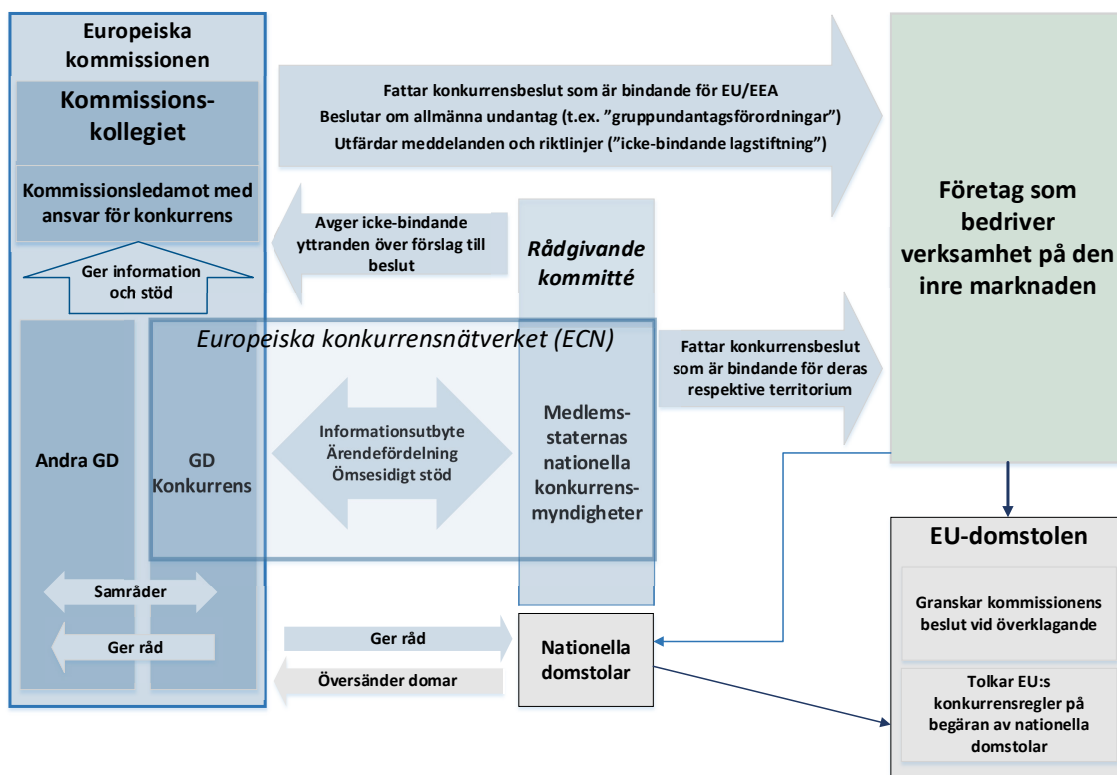 Europeiska
kommissionen
Kommissions-
kollegiet
Kommissionsledamot med
ansvar för konkurrens
Ger information
och stöd
Fattar konkurrensbeslut som är bindande för EU/EEA
Beslutar om allmänna undantag (t.ex. ”gruppundantagsförordningar”)
Utfärdar meddelanden och riktlinjer (”icke-bindande lagstiftning”)
Avger icke-bindande
yttranden över förslag till
beslut
Rådgivande
kommitté
Företag som
bedriver
verksamhet på den
inre marknaden
Europeiska konkurrensnätverket (ECN)
Fattar konkurrensbeslut
som är bindande för deras
respektive territorium
Andra GD
GD
Konkurrens
Informationsutbyte
Ärendefördelning
Ömsesidigt stöd
Medlems-
staternas
nationella
konkurrens-
myndigheter
Samråder
Ger råd
Ger råd
Översänder domar
Nationella
domstolar
EU-domstolen
Granskar kommissionens
beslut vid överklagande
Tolkar EU:s
konkurrensregler på
begäran av nationella
domstolar